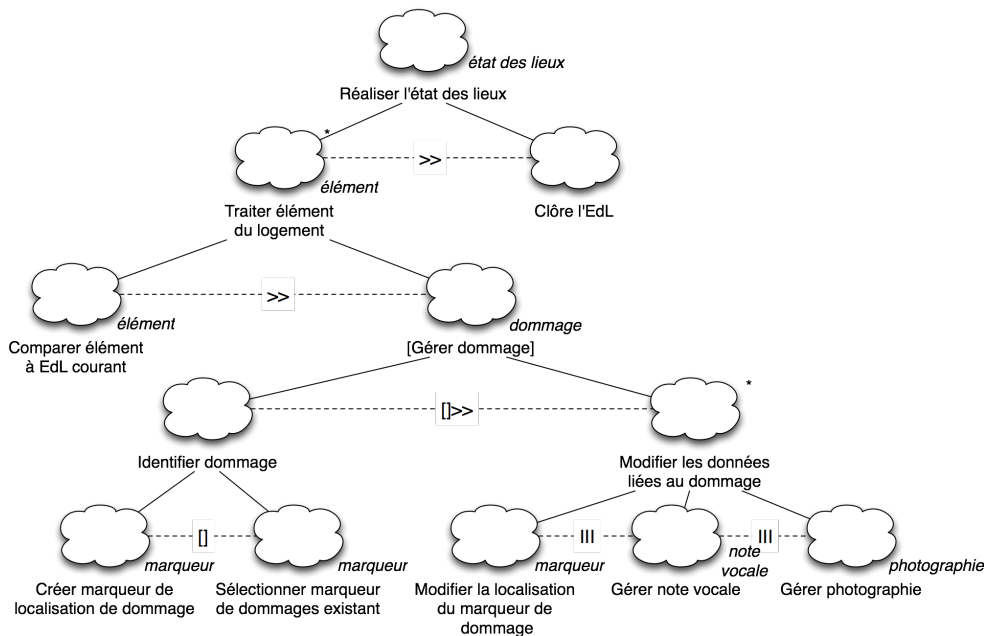 état des lieux
Réaliser l'état des lieux
*
>>
élément
Traiter élément
du logement
Clôre l'EdL
>>
élément
Comparer élément
à EdL courant
dommage
[Gérer dommage]
*
[]>>
Identifier dommage
Modifier les données
liées au dommage
[]
III
III
marqueur
Créer marqueur de
localisation de dommage
marqueur
Sélectionner marqueur
de dommages existant
marqueur
Modifier la localisation
du marqueur de
dommage
note
vocale
Gérer note vocale
photographie
Gérer photographie